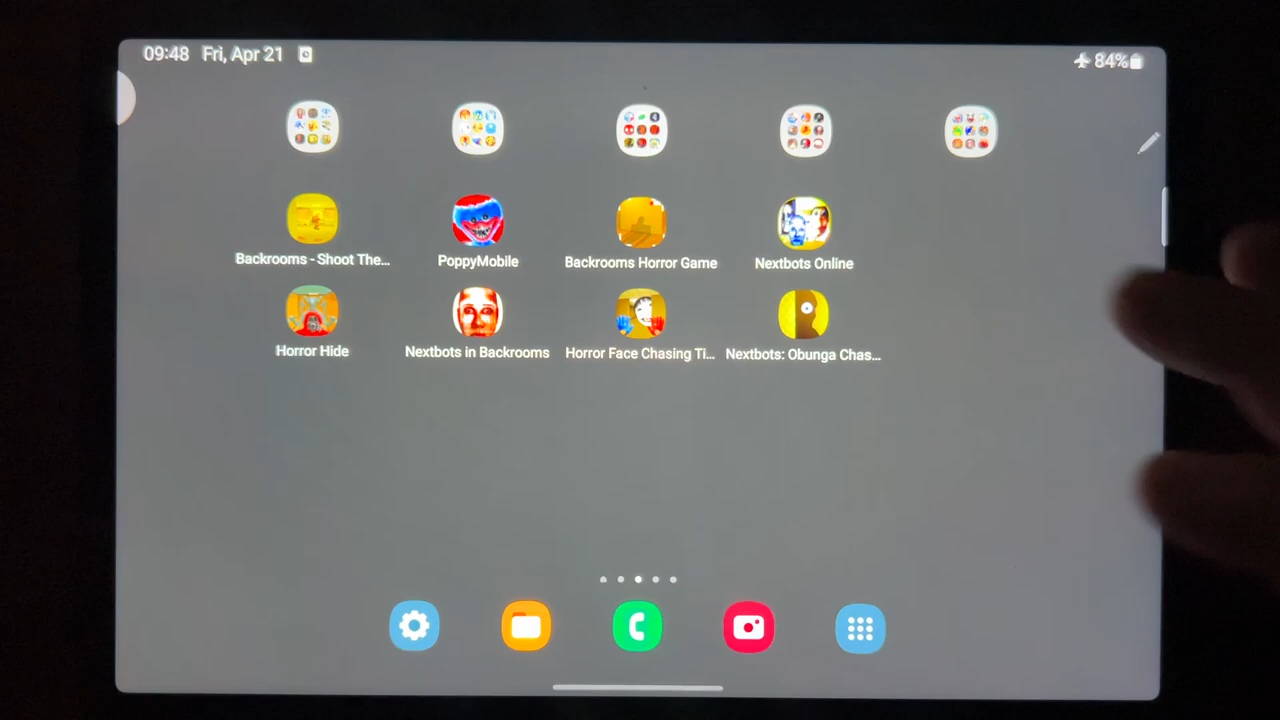 09:48 Fri, Apr 21
84%
Backrooms - Shoot The...
PoppyMobile
Backrooms Horror Game
Nextbots Online
Horror Hide
Nextbots in Backrooms
Horror Face Chasing Ti...
Nextbots: Obunga Chas...